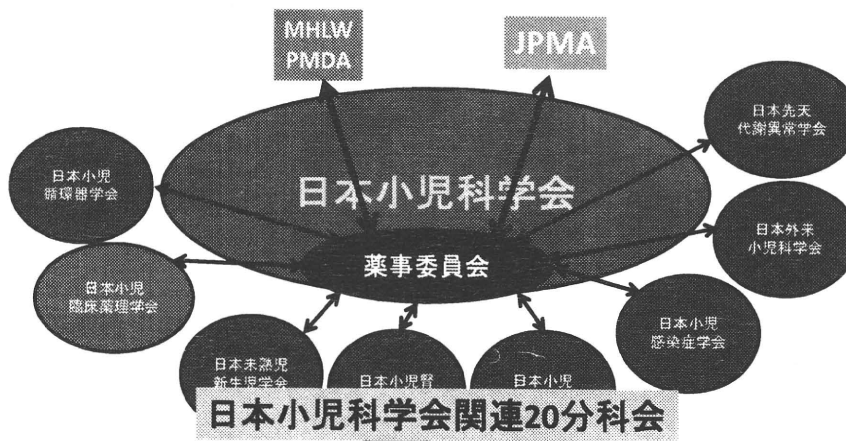 MHLW
PMDA
JPMA
日本先天
代謝異常学会
日本小児
循環器学会
日本小児科学会
日本外来
小児科学会
薬事委員会
日本小児
臨床薬理学会
日本小児
感染症学会
日本未熟児
新生児学会
日本小児腎
日本小児
日本小児科学会関連20分科会